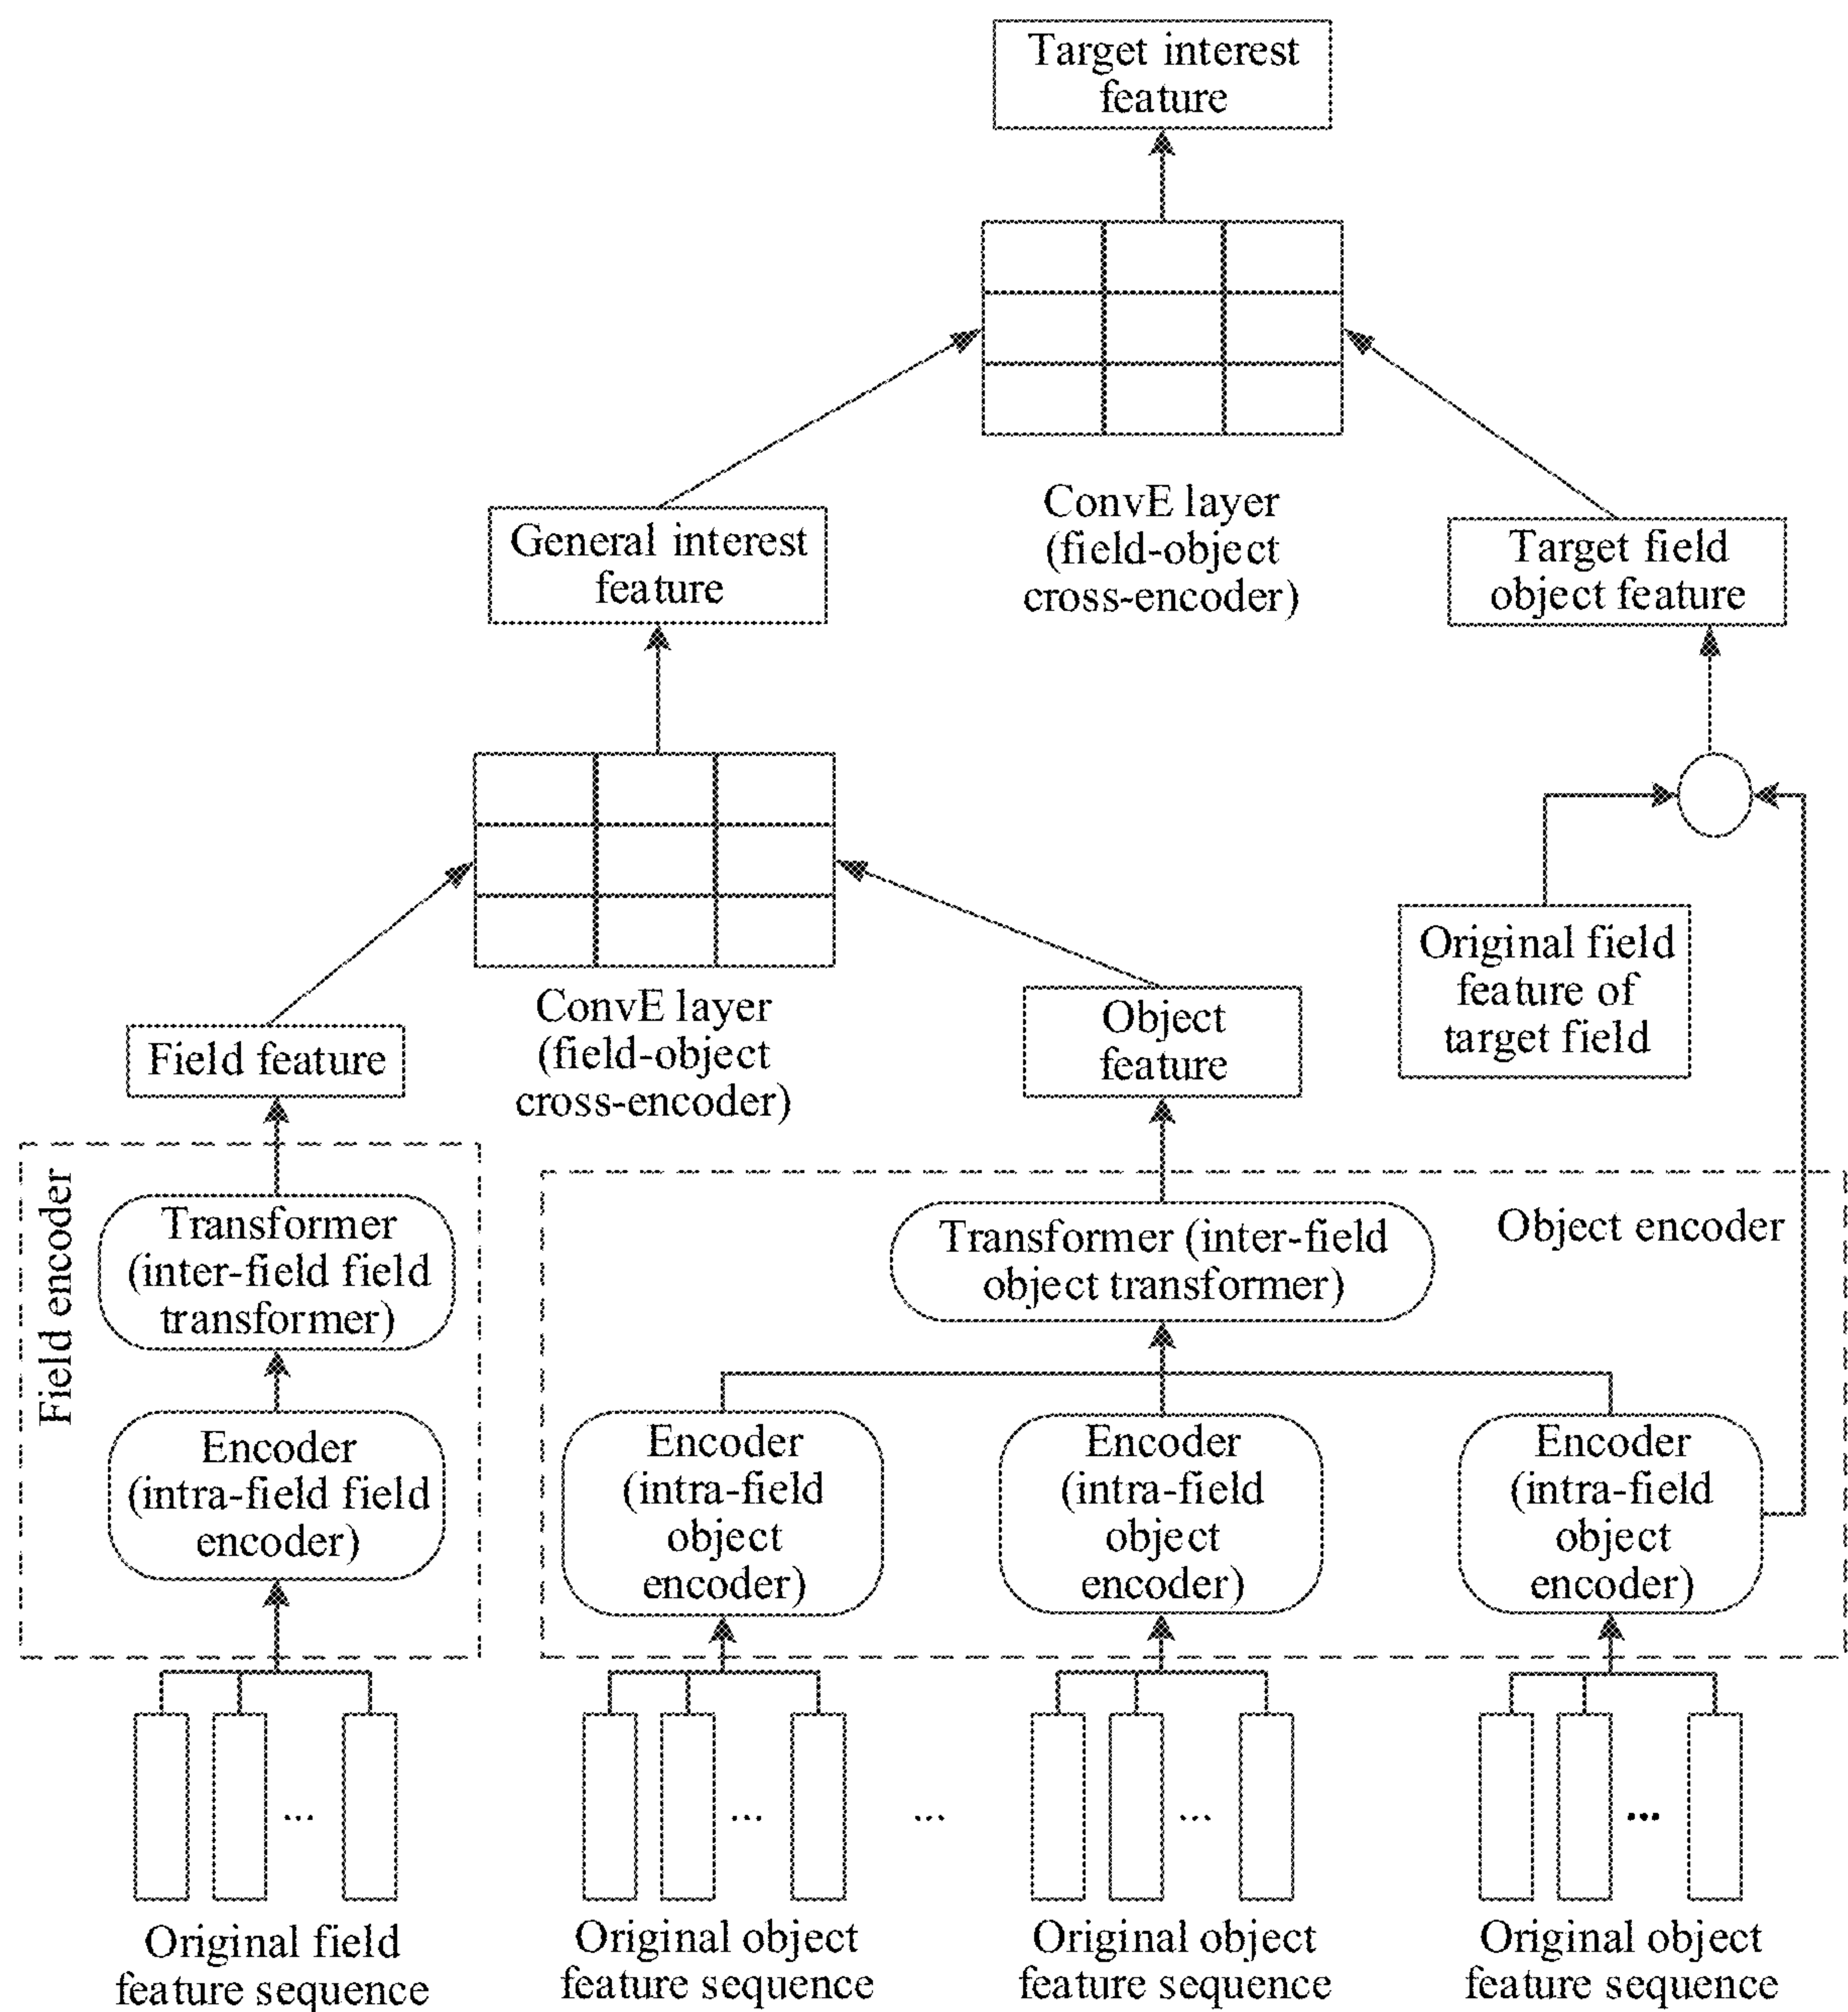 Target interest
feature
ConvE layer
(field-object
cross-encoder)
General interest
feature
Target field
object feature
Original field
feature of
target field
ConvE layer
(field-object
cross-encoder)
Field feature
Object
feature
Field encoder
Transformer
(inter-field field
transformer)
Encoder
(intra-field field
encoder)
Object encoder
Transformer (inter-field
object transformer)
Encoder
(intra-field
object
encoder)
Encoder
(intra-field
object
encoder)
Encoder
(intra-field
object
encoder)
...
...
...
...
...
Original field
feature sequence
Original object
feature sequence
Original object
feature sequence
Original object
feature sequence